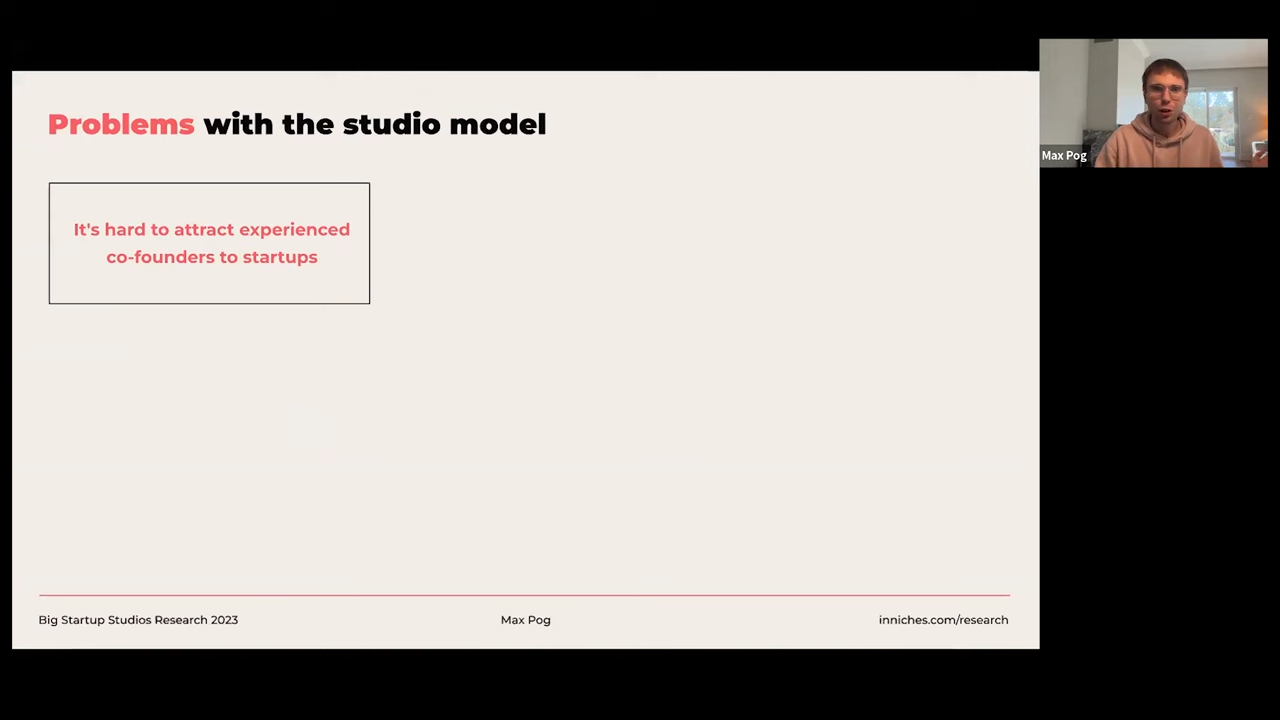 Problems with the studio model
Max Pog
It's hard to attract experienced
co-founders to startups
Big Startup Studios Research 2023
Max Pog
inniches.com/research